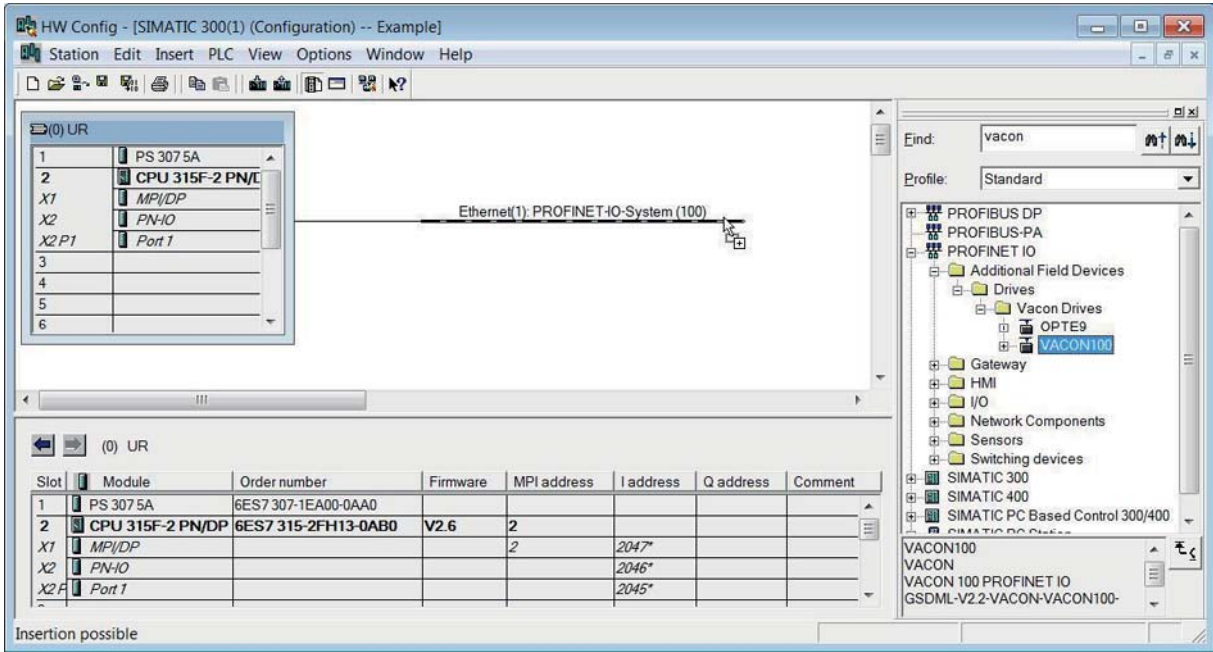 HW Config - [SIMATIC 300(1) (Configuration) -- Example]
Station Edit Insert PLC View Options Window Help
(0) UR
1 PS 307 5A
2 CPU 315F-2 PN/D
X1 MPI/DP
X2 PN-IO
X2 P1 Port 1
3
4
5
6
Ethernet(1): PROFINET-IO-System (100)
Find: vacon
Profile: Standard
PROFIBUS DP
PROFIBUS-PA
PROFINET IO
Additional Field Devices
Drives
Vacon Drives
OPTE9
VACON100
Gateway
HMI
I/O
Network Components
Sensors
Switching devices
SIMATIC 300
SIMATIC 400
SIMATIC PC Based Control 300/400
SIMATIC PC Station
VACON100
VACON
VACON 100 PROFINET IO
GSDML-V2.2-VACON-VACON100-
(0) UR
Slot Module Order number Firmware MPI address I address Q address Comment
1 PS 307 5A 6ES7 307-1EA00-0AA0
2 CPU 315F-2 PN/DP 6ES7 315-2FH13-0AB0 V2.6 2
X1 MPI/DP 2 2047*
X2 PN-IO 2046*
X2 P Port 1 2045*
Insertion possible